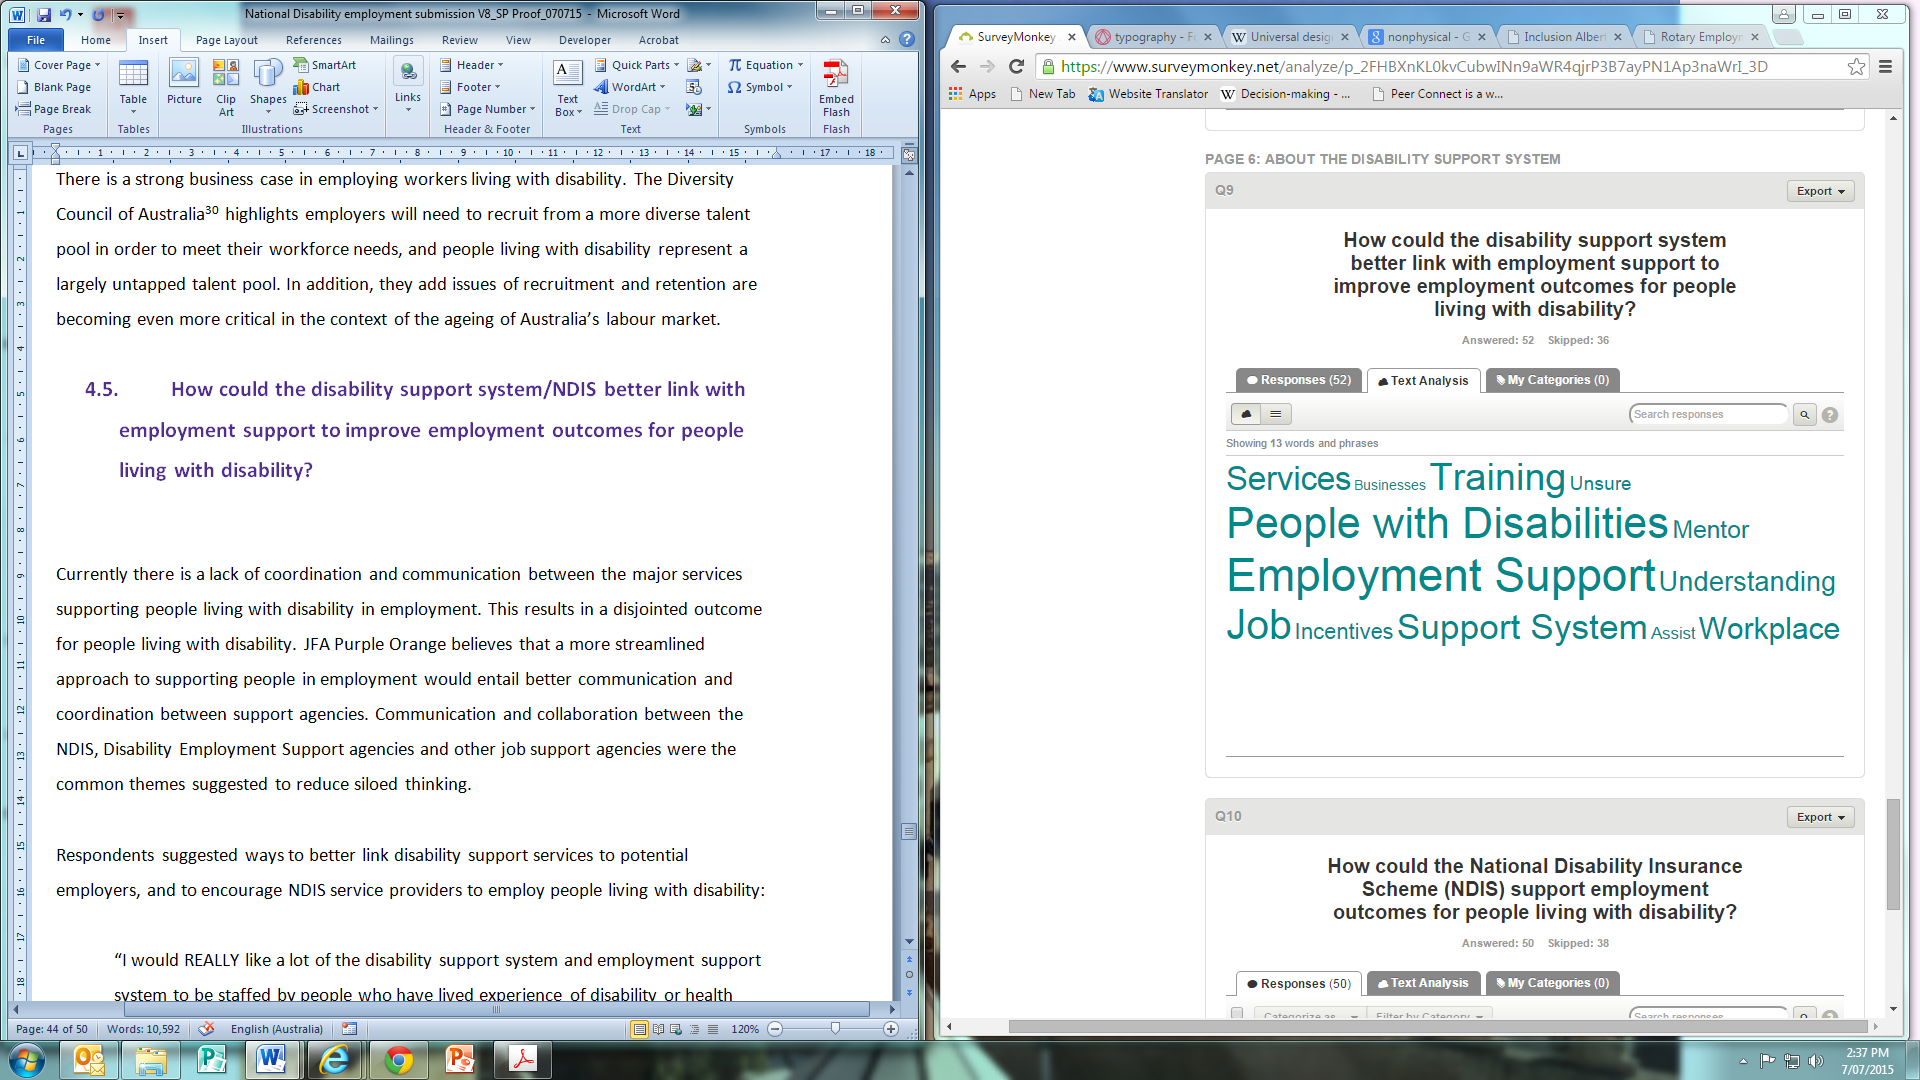 National Disability employment submission V8_SP Proof_070715 - Microsoft Word
File Home Insert Page Layout References Mailings Review View Developer Acrobat
Cover Page
Blank Page
Page Break
Pages
Table
Tables
Picture
Clip Art
Shapes
SmartArt
Chart
Screenshot
Illustrations
Links
Header
Footer
Page Number
Header & Footer
Text Box
Quick Parts
WordArt
Drop Cap
Text
Equation
Symbol
Symbols
Embed Flash
Flash
There is a strong business case in employing workers living with disability. The Diversity
Council of Australia30 highlights employers will need to recruit from a more diverse talent
pool in order to meet their workforce needs, and people living with disability represent a
largely untapped talent pool. In addition, they add issues of recruitment and retention are
becoming even more critical in the context of the ageing of Australia's labour market.
4.5. How could the disability support system/NDIS better link with
employment support to improve employment outcomes for people
living with disability?
Currently there is a lack of coordination and communication between the major services
supporting people living with disability in employment. This results in a disjointed outcome
for people living with disability. JFA Purple Orange believes that a more streamlined
approach to supporting people in employment would entail better communication and
coordination between support agencies. Communication and collaboration between the
NDIS, Disability Employment Support agencies and other job support agencies were the
common themes suggested to reduce siloed thinking.
Respondents suggested ways to better link disability support services to potential
employers, and to encourage NDIS service providers to employ people living with disability:
“I would REALLY like a lot of the disability support system and employment support
system to be staffed by people who have lived experience of disability or health
Page: 44 of 50 Words: 10,592 English (Australia) 120%
SurveyMonkey typography - Fo Universal desig nonphysical - G Inclusion Albert Rotary Employm
https://www.surveymonkey.net/analyze/p_2FHBXnKL0kvCubwINn9aWR4qjrP3B7ayPN1Ap3naWrI_3D
Apps New Tab Website Translator Decision-making - ... Peer Connect is a w...
PAGE 6: ABOUT THE DISABILITY SUPPORT SYSTEM
Q9 Export
How could the disability support system
better link with employment support to
improve employment outcomes for people
living with disability?
Answered: 52 Skipped: 36
Responses (52) Text Analysis My Categories (0)
Search responses
Showing 13 words and phrases
Services Businesses Training Unsure
People with Disabilities Mentor
Employment Support Understanding
Job Incentives Support System Assist Workplace
Q10 Export
How could the National Disability Insurance
Scheme (NDIS) support employment
outcomes for people living with disability?
Answered: 50 Skipped: 38
Responses (50) Text Analysis My Categories (0)
Categorize as... Filter by Category Search responses
2:37 PM
7/07/2015